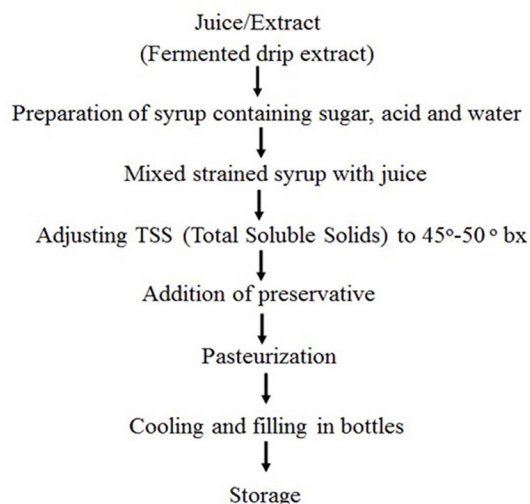 Juice/Extract
(Fermented drip extract)
Preparation of syrup containing sugar, acid and water
Mixed strained syrup with juice
Adjusting TSS (Total Soluble Solids) to 45º-50 º bx
Addition of preservative
Pasteurization
Cooling and filling in bottles
Storage